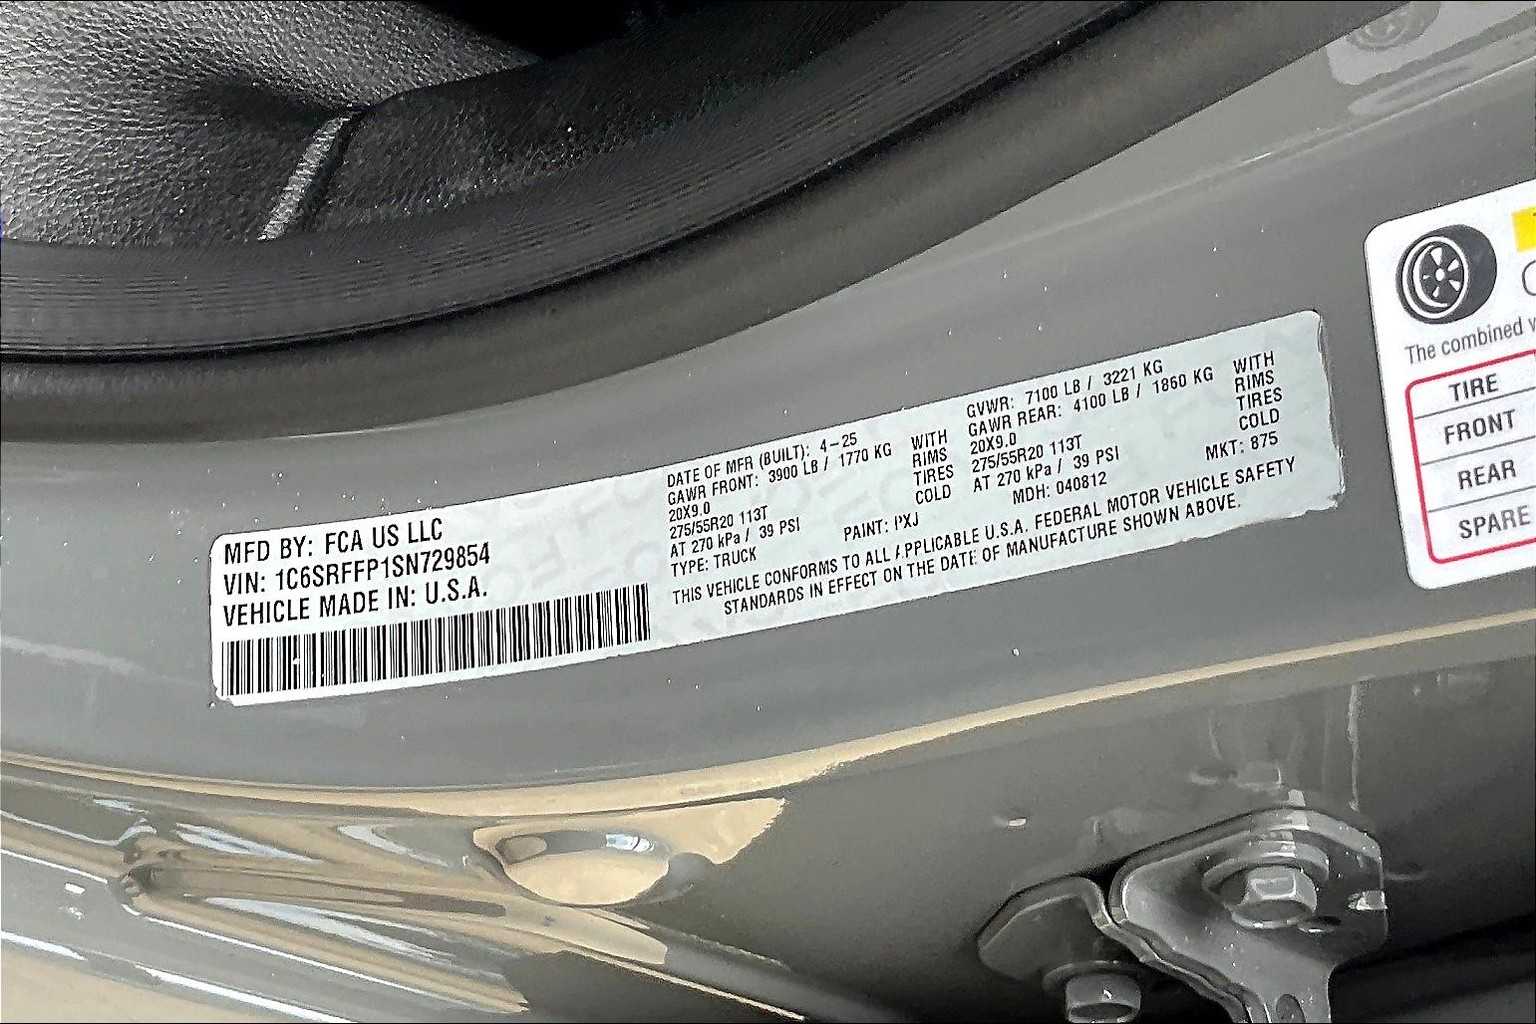 MFD BY: FCA US LLC
VIN: 1C6SRFFP1SN729854
VEHICLE MADE IN: U.S.A.
DATE OF MFR (BUILT): 4-25
GAWR FRONT: 3900 LB / 1770 KG WITH
20X9.0 RIMS
275/55R20 113T TIRES
AT 270 kPa / 39 PSI COLD
TYPE: TRUCK
GVWR: 7100 LB / 3221 KG
GAWR REAR: 4100 LB / 1860 KG WITH
20X9.0 RIMS
275/55R20 113T TIRES
AT 270 kPa / 39 PSI COLD
PAINT: PXJ MDH: 040812 MKT: 875
THIS VEHICLE CONFORMS TO ALL APPLICABLE U.S.A. FEDERAL MOTOR VEHICLE SAFETY
STANDARDS IN EFFECT ON THE DATE OF MANUFACTURE SHOWN ABOVE.
The combined
TIRE
FRONT
REAR
SPARE